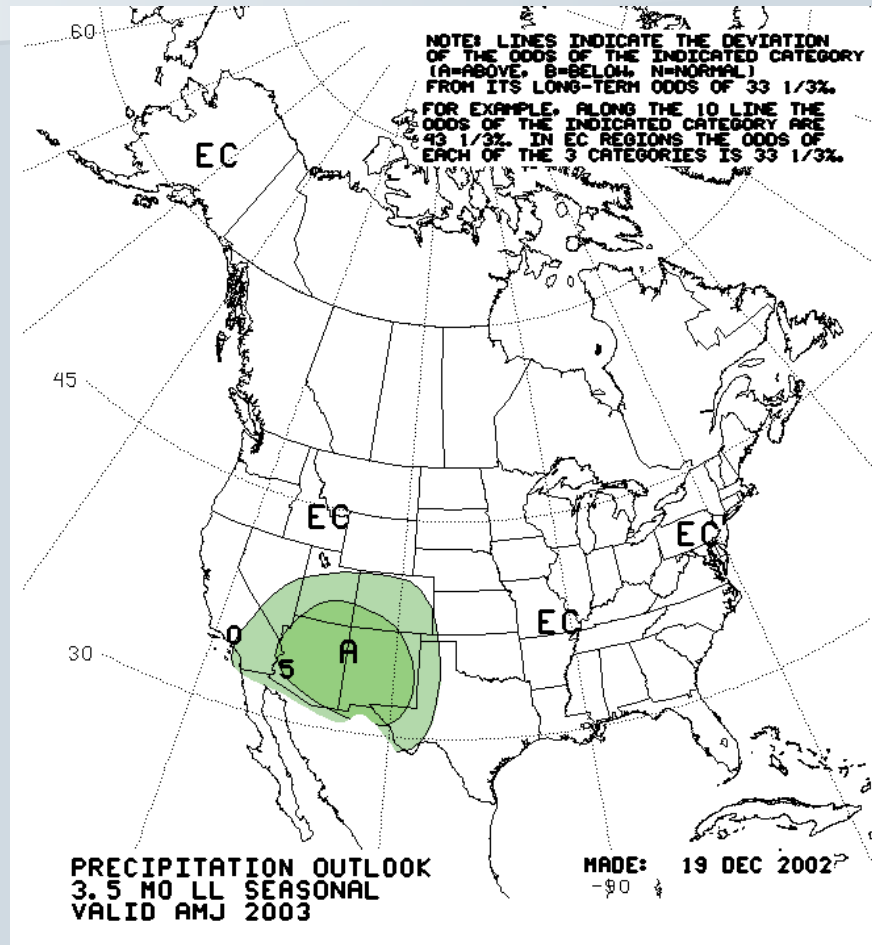 60
NOTE: LINES INDICATE THE DEVIATION
OF THE ODDS OF THE INDICATED CATEGORY
(A=ABOVE, B=BELOW, N=NORMAL)
FROM ITS LONG-TERM ODDS OF 33 1/3%.
FOR EXAMPLE, ALONG THE 10 LINE THE
ODDS OF THE INDICATED CATEGORY ARE
43 1/3%. IN EC REGIONS THE ODDS OF
EACH OF THE 3 CATEGORIES IS 33 1/3%.
EC
45
EC
EC
EC
0
A
5
30
PRECIPITATION OUTLOOK
3.5 MO LL SEASONAL
VALID AMJ 2003
MADE: 19 DEC 2002
-90